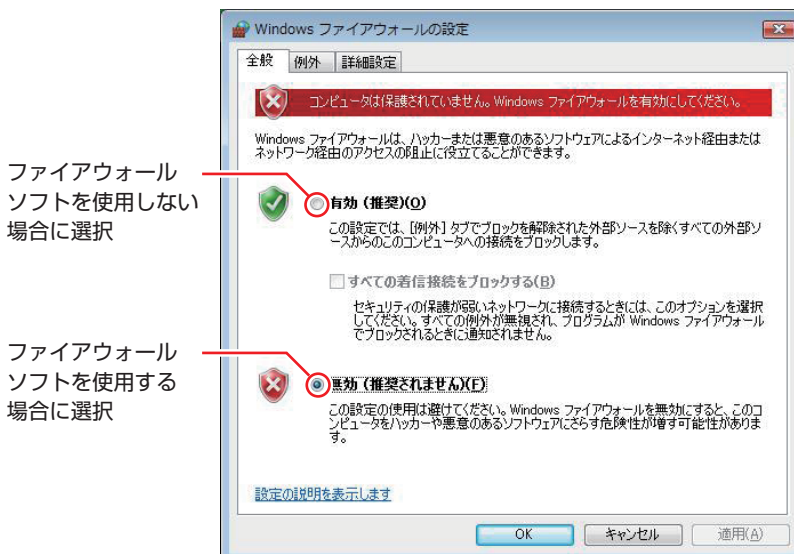 Windows ファイアウォールの設定
全般 例外 詳細設定
コンピュータは保護されていません。Windows ファイアウォールを有効にしてください。
Windows ファイアウォールは、ハッカーまたは悪意のあるソフトウェアによるインターネット経由または
ネットワーク経由のアクセスの阻止に役立てることができます。
ファイアウォール
ソフトを使用しない
場合に選択
有効 (推奨)(O)
この設定では、[例外] タブでブロックを解除された外部ソースを除くすべての外部ソ
ースからのこのコンピュータへの接続をブロックします。
すべての着信接続をブロックする(B)
セキュリティの保護が弱いネットワークに接続するときには、このオプションを選択
してください。すべての例外が無視され、プログラムが Windows ファイアウォール
でブロックされるときに通知されません。
ファイアウォール
ソフトを使用する
場合に選択
無効 (推奨されません)(F)
この設定の使用は避けてください。Windows ファイアウォールを無効にすると、このコ
ンピュータをハッカーや悪意のあるソフトウェアにさらす危険性が増す可能性がありま
す。
設定の説明を表示します
OK キャンセル 適用(A)